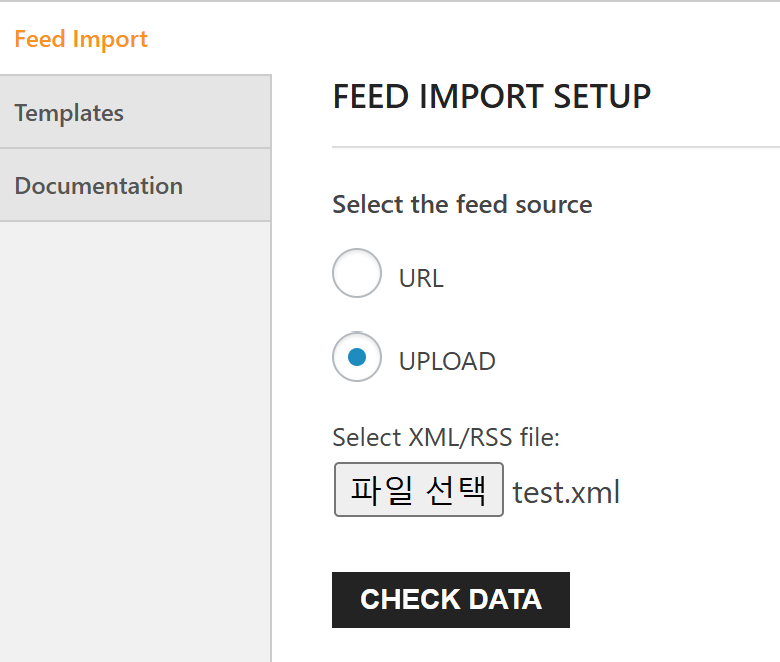 Feed Import
Templates
Documentation
FEED IMPORT SETUP
Select the feed source
URL
UPLOAD
Select XML/RSS file:
파일 선택 test.xml
CHECK DATA